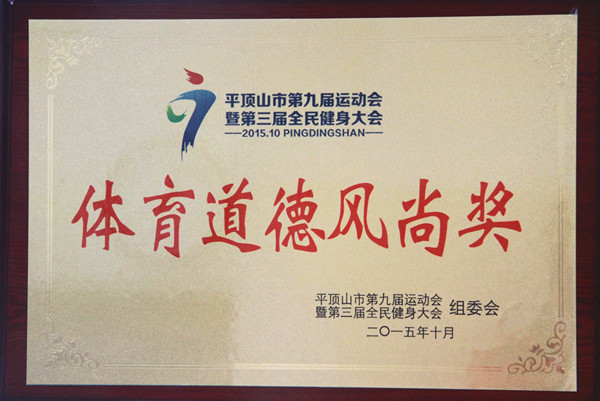 平顶山市第九届运动会
暨第三届全民健身大会
2015.10 PINGDINGSHAN
体育道德风尚奖
平顶山市第九届运动会
暨第三届全民健身大会 组委会
二〇一五年十月